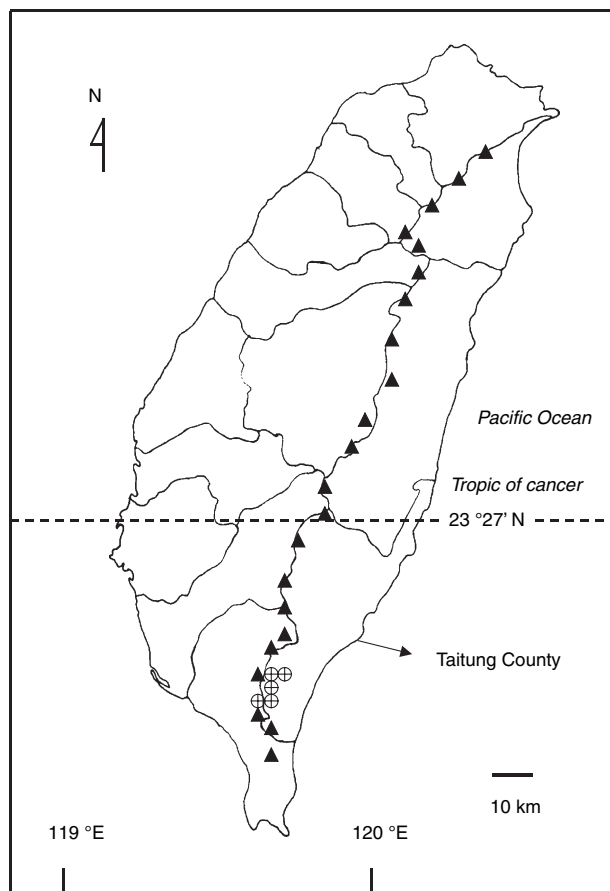 N
Pacific Ocean
Tropic of cancer
23 °27' N
Taitung County
10 km
119 °E
120 °E